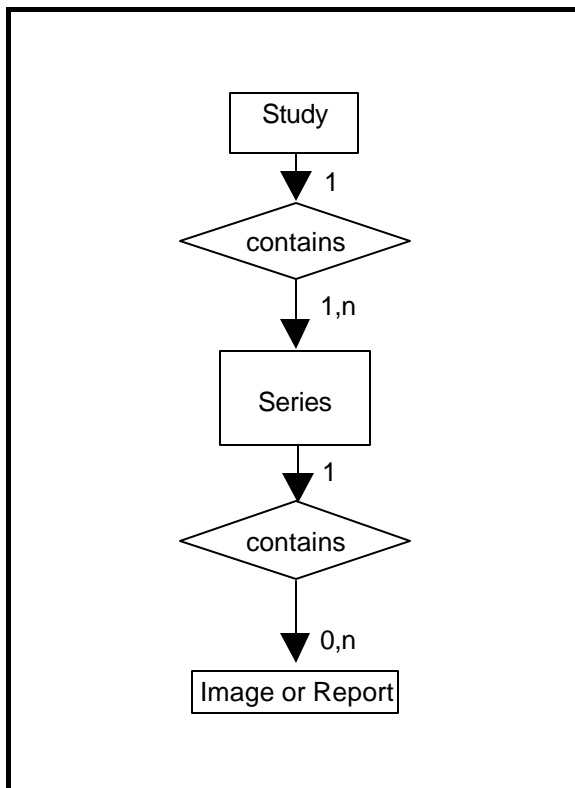 Study
1
contains
1,n
Series
1
contains
0,n
Image or Report